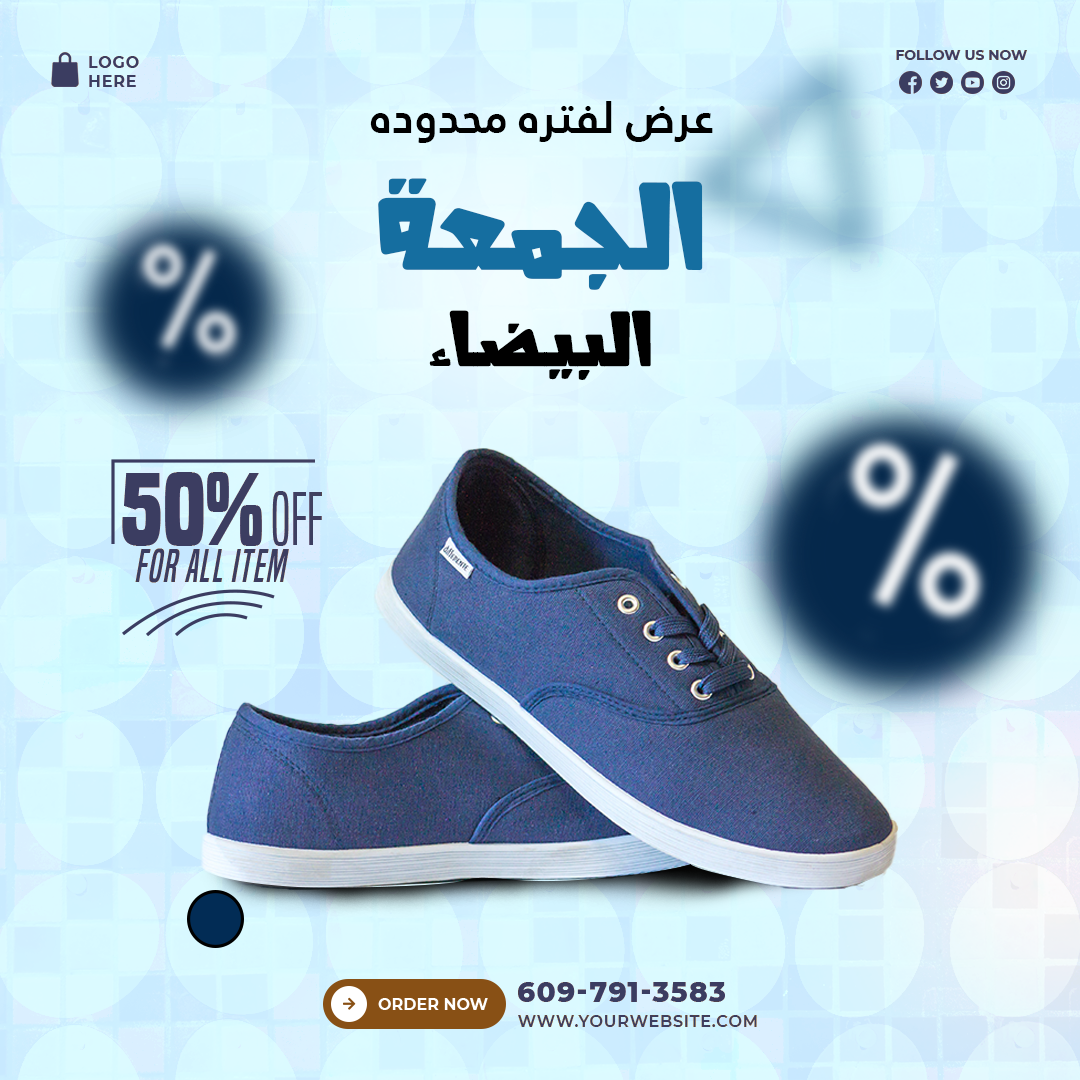 LOGO
HERE
FOLLOW US NOW
عرض لفتره محدوده
الجمعة
البيضاء
%
50% OFF
FOR ALL ITEM
%
ORDER NOW
609-791-3583
WWW.YOURWEBSITE.COM